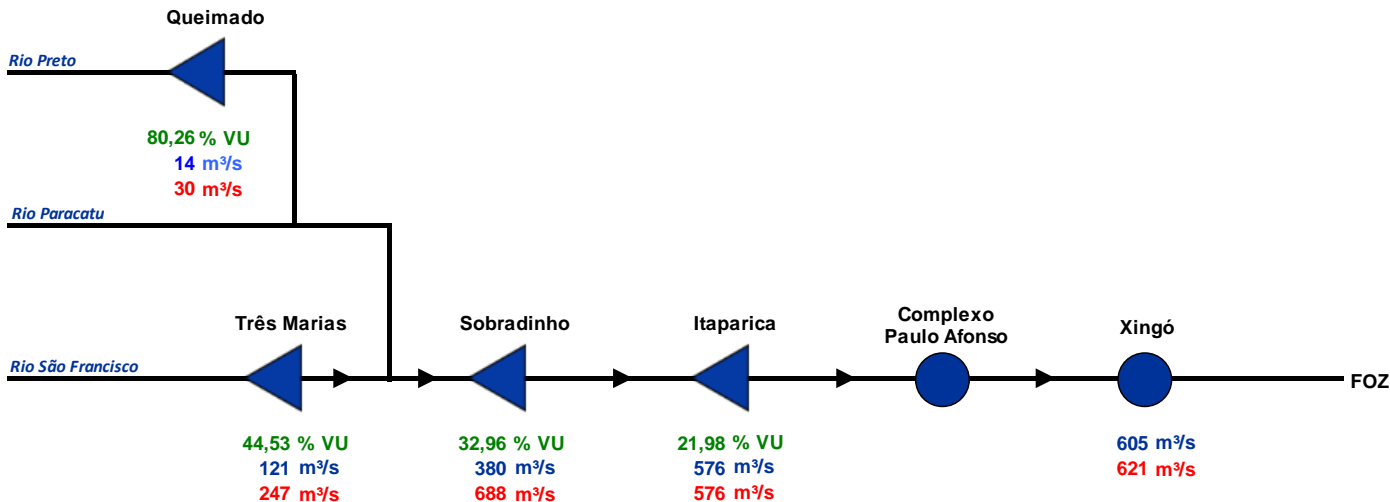 Queimado
Rio Preto
80,26 % VU
14 m³/s
30 m³/s
Rio Paracatu
Três Marias
Sobradinho
Itaparica
Complexo
Paulo Afonso
Xingó
Rio São Francisco
FOZ
44,53 % VU
121 m³/s
247 m³/s
32,96 % VU
380 m³/s
688 m³/s
21,98 % VU
576 m³/s
576 m³/s
605 m³/s
621 m³/s